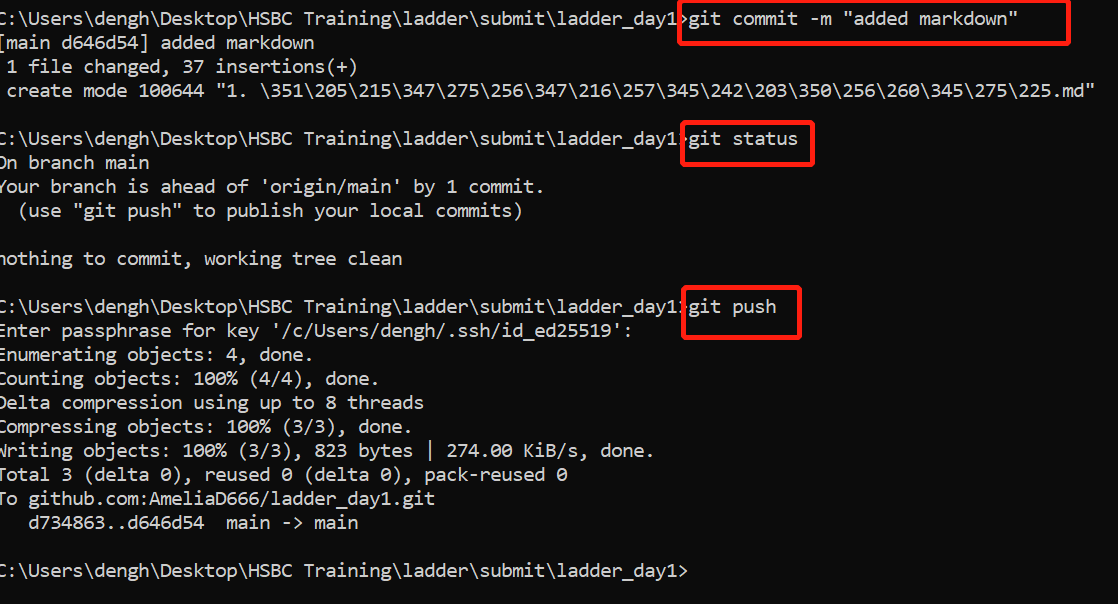 C:\Users\dengh\Desktop\HSBC Training\ladder\submit\ladder_day1>git commit -m "added markdown"
[main d646d54] added markdown
 1 file changed, 37 insertions(+)
 create mode 100644 "1. \351\205\215\347\275\256\347\216\257\345\242\203\350\256\260\345\275\225.md"
C:\Users\dengh\Desktop\HSBC Training\ladder\submit\ladder_day1>git status
On branch main
Your branch is ahead of 'origin/main' by 1 commit.
  (use "git push" to publish your local commits)
nothing to commit, working tree clean
C:\Users\dengh\Desktop\HSBC Training\ladder\submit\ladder_day1>git push
Enter passphrase for key '/c/Users/dengh/.ssh/id_ed25519':
Enumerating objects: 4, done.
Counting objects: 100% (4/4), done.
Delta compression using up to 8 threads
Compressing objects: 100% (3/3), done.
Writing objects: 100% (3/3), 823 bytes | 274.00 KiB/s, done.
Total 3 (delta 0), reused 0 (delta 0), pack-reused 0
To github.com:AmeliaD666/ladder_day1.git
   d734863..d646d54  main -> main
C:\Users\dengh\Desktop\HSBC Training\ladder\submit\ladder_day1>